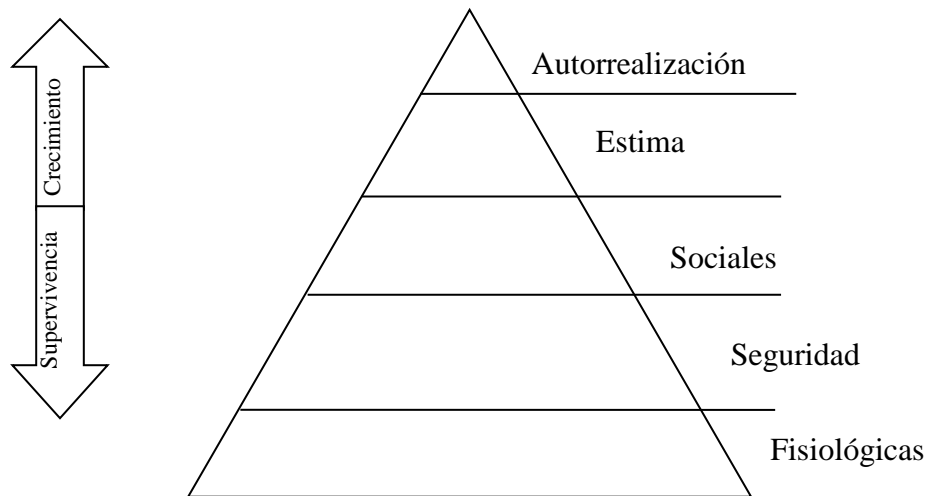 Crecimiento
Supervivencia
Autorrealización
Estima
Sociales
Seguridad
Fisiológicas